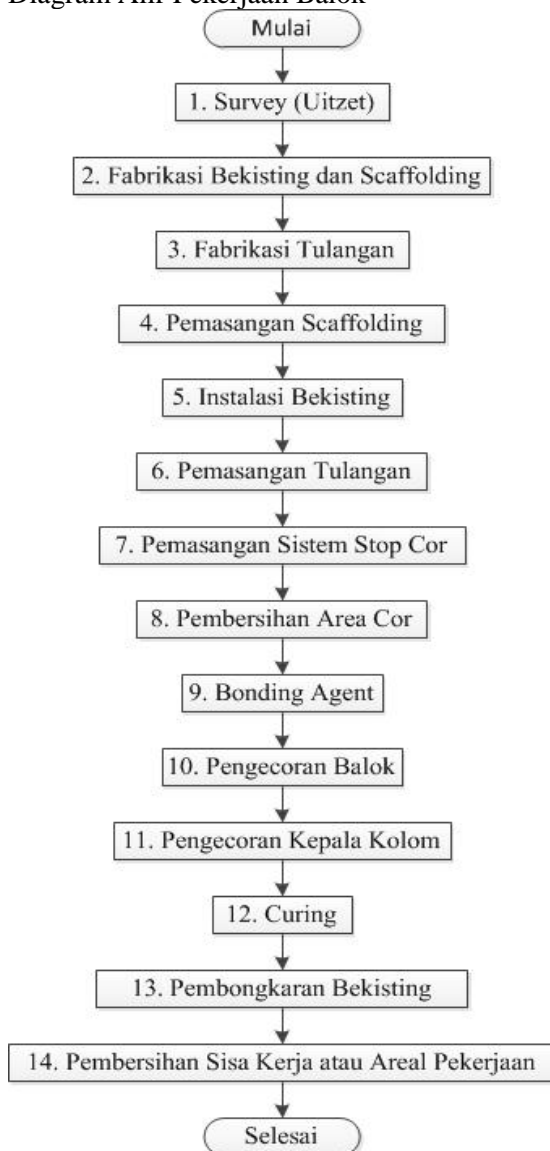 Diagram Alir Pekerjaan Balok
Mulai
1. Survey (Uitzet)
2. Fabrikasi Bekisting dan Scaffolding
3. Fabrikasi Tulangan
4. Pemasangan Scaffolding
5. Instalasi Bekisting
6. Pemasangan Tulangan
7. Pemasangan Sistem Stop Cor
8. Pembersihan Area Cor
9. Bonding Agent
10. Pengecoran Balok
11. Pengecoran Kepala Kolom
12. Curing
13. Pembongkaran Bekisting
14. Pembersihan Sisa Kerja atau Areal Pekerjaan
Selesai